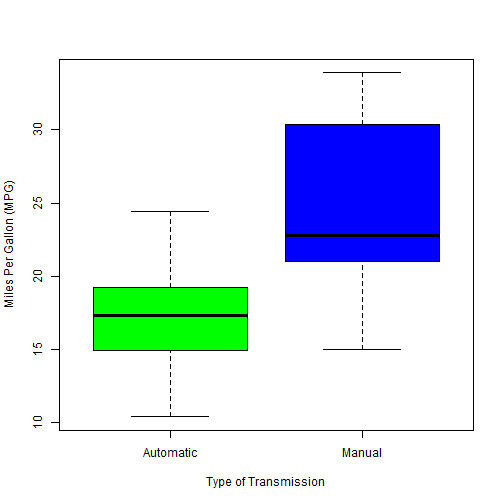 Miles Per Gallon (MPG)
30
25
20
15
10
Automatic
Manual
Type of Transmission